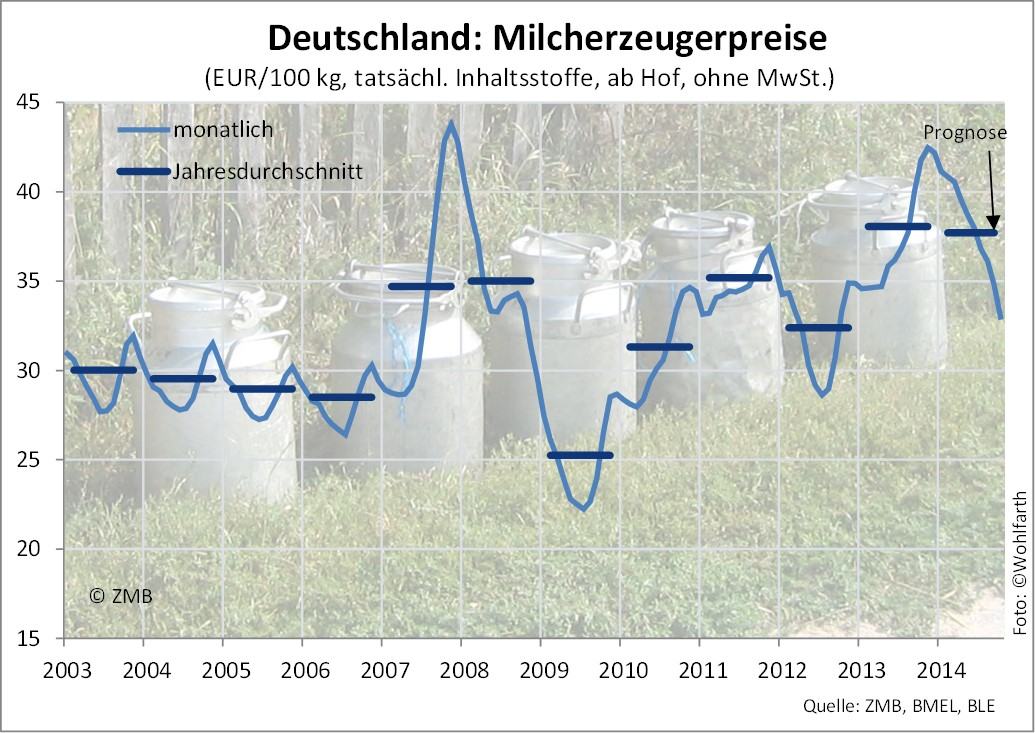 Deutschland: Milcherzeugerpreise
(EUR/100 kg, tatsächl. Inhaltsstoffe, ab Hof, ohne MwSt.)
45
40
35
30
25
20
15
monatlich
Jahresdurchschnitt
Prognose
© ZMB
Foto: ©Wohlfarth
2003 2004 2005 2006 2007 2008 2009 2010 2011 2012 2013 2014
Quelle: ZMB, BMEL, BLE